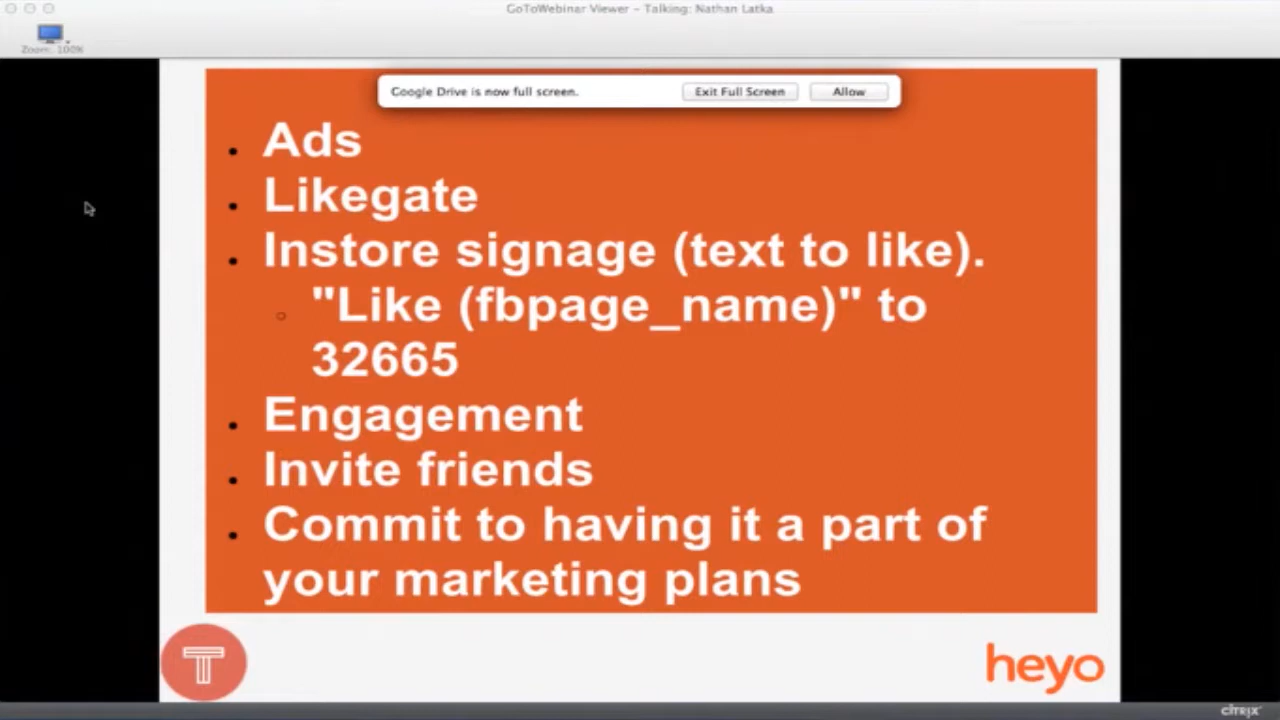 GoToWebinar Viewer - Talking: Nathan Latka
Zoom: 100%
Google Drive is now full screen.
Exit Full Screen
Allow
Ads
Likegate
Instore signage (text to like).
"Like (fbpage_name)" to
32665
Engagement
Invite friends
Commit to having it a part of
your marketing plans
T
heyo
CITRIX